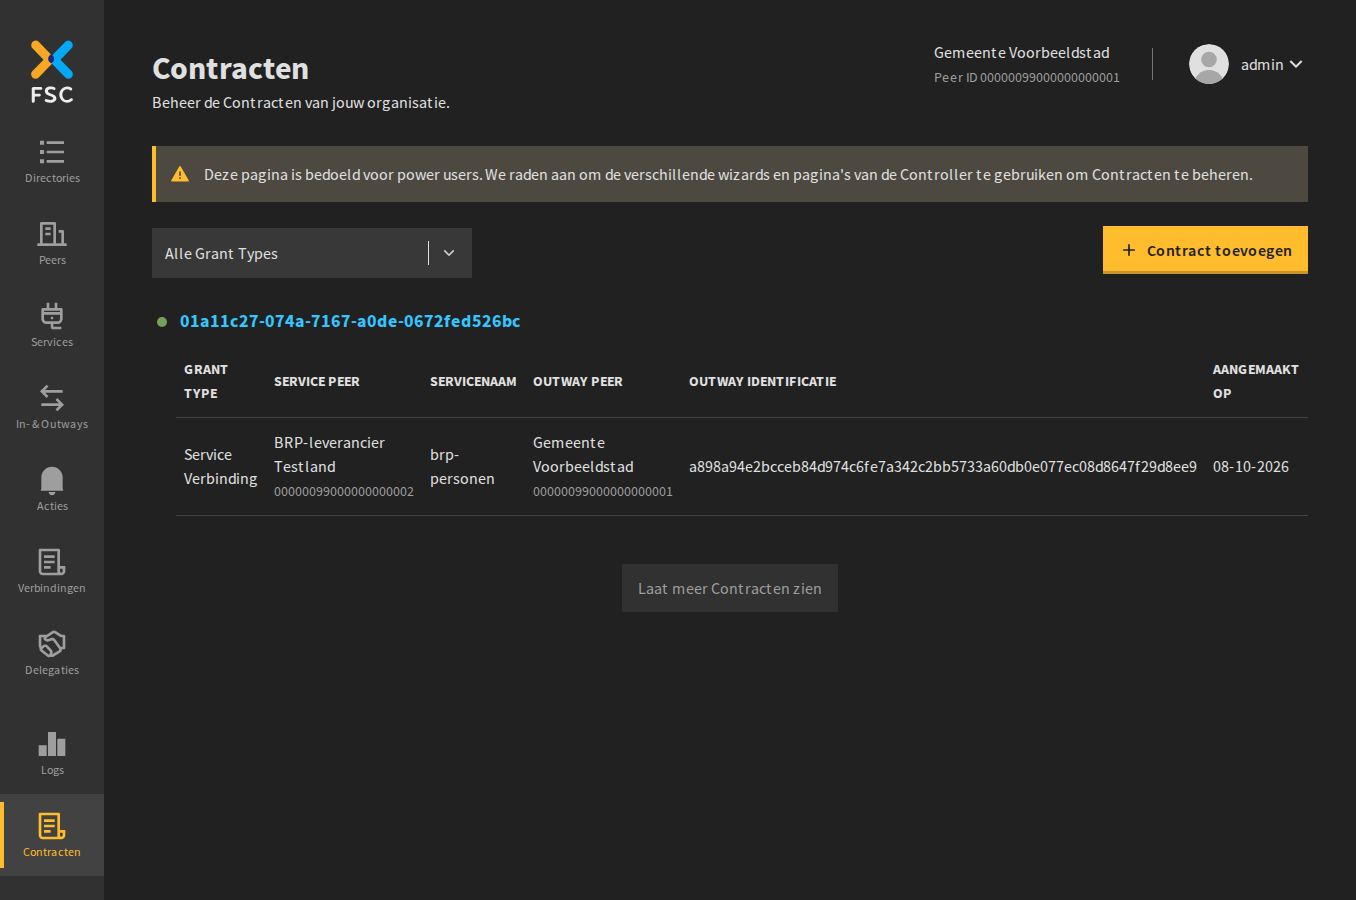 FSC
Directories
Peers
Services
In- & Outways
Acties
Verbindingen
Delegaties
Logs
Contracten
Contracten
Beheer de Contracten van jouw organisatie.
Gemeente Voorbeeldstad
Peer ID 00000099000000000001
admin
Deze pagina is bedoeld voor power users. We raden aan om de verschillende wizards en pagina's van de Controller te gebruiken om Contracten te beheren.
Alle Grant Types
Contract toevoegen
01a11c27-074a-7167-a0de-0672fed526bc
GRANT TYPE
SERVICE PEER
SERVICENAAM
OUTWAY PEER
OUTWAY IDENTIFICATIE
AANGEMAAKT OP
Service Verbinding
BRP-leverancier Testland
00000099000000000002
brp-personen
Gemeente Voorbeeldstad
00000099000000000001
a898a94e2bcceb84d974c6fe7a342c2bb5733a60db0e077ec08d8647f29d8ee9
08-10-2026
Laat meer Contracten zien